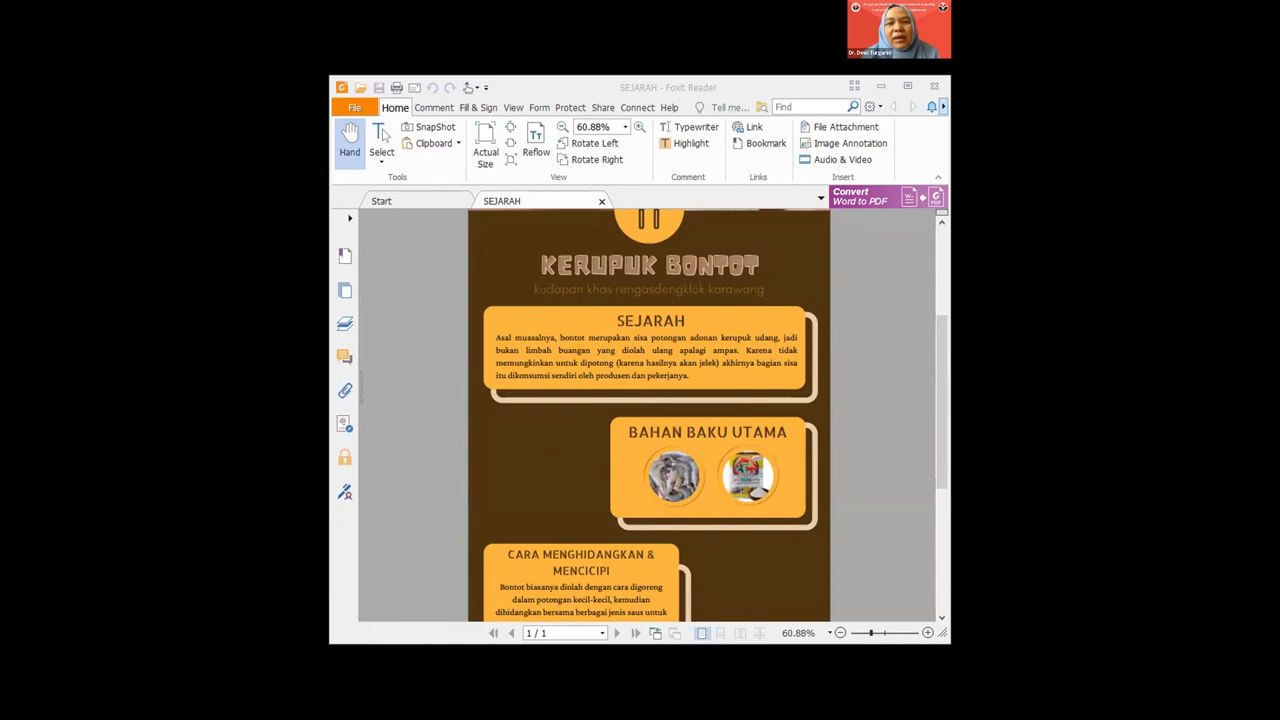 Dr. Dewi Turgarini
SEJARAH - Foxit Reader
File Home Comment Fill & Sign View Form Protect Share Connect Help Tell me... Find
Hand
Select
SnapShot
Clipboard
Tools
Actual Size
Reflow
60.88%
Rotate Left
Rotate Right
View
Typewriter
Highlight
Comment
Link
Bookmark
Links
File Attachment
Image Annotation
Audio & Video
Insert
Start
SEJARAH
Convert
Word to PDF
KERUPUK BONTOT
kudapan khas rengasdengklok karawang
SEJARAH
Asal muasalnya, bontot merupakan sisa potongan adonan kerupuk udang, jadi
bukan limbah buangan yang diolah ulang apalagi ampas. Karena tidak
memungkinkan untuk dipotong (karena hasilnya akan jelek) akhirnya bagian sisa
itu dikonsumsi sendiri oleh produsen dan pekerjanya.
BAHAN BAKU UTAMA
CARA MENGHIDANGKAN &
MENCICIPI
Bontot biasanya diolah dengan cara digoreng
dalam potongan kecil-kecil, kemudian
dihidangkan bersama berbagai jenis saus untuk
1 / 1
60.88%